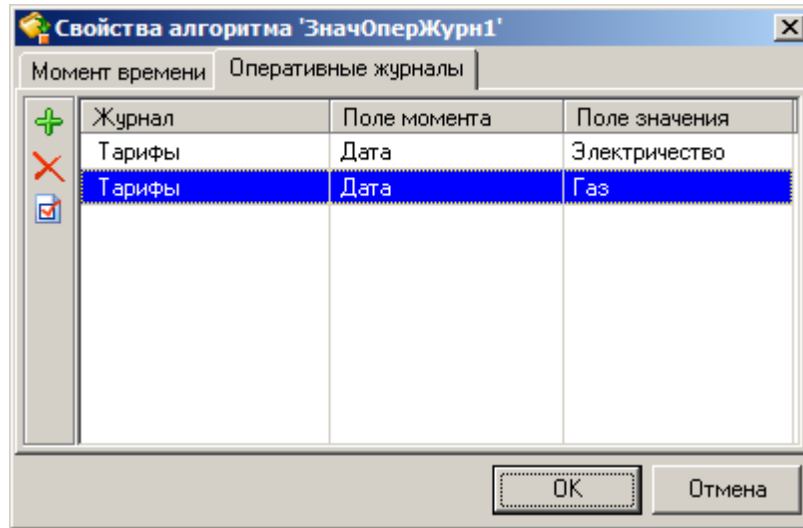 Свойства алгоритма 'ЗначОперЖурн1'
Момент времени Оперативные журналы
Журнал Поле момента Поле значения
Тарифы Дата Электричество
Тарифы Дата Газ
OK Отмена